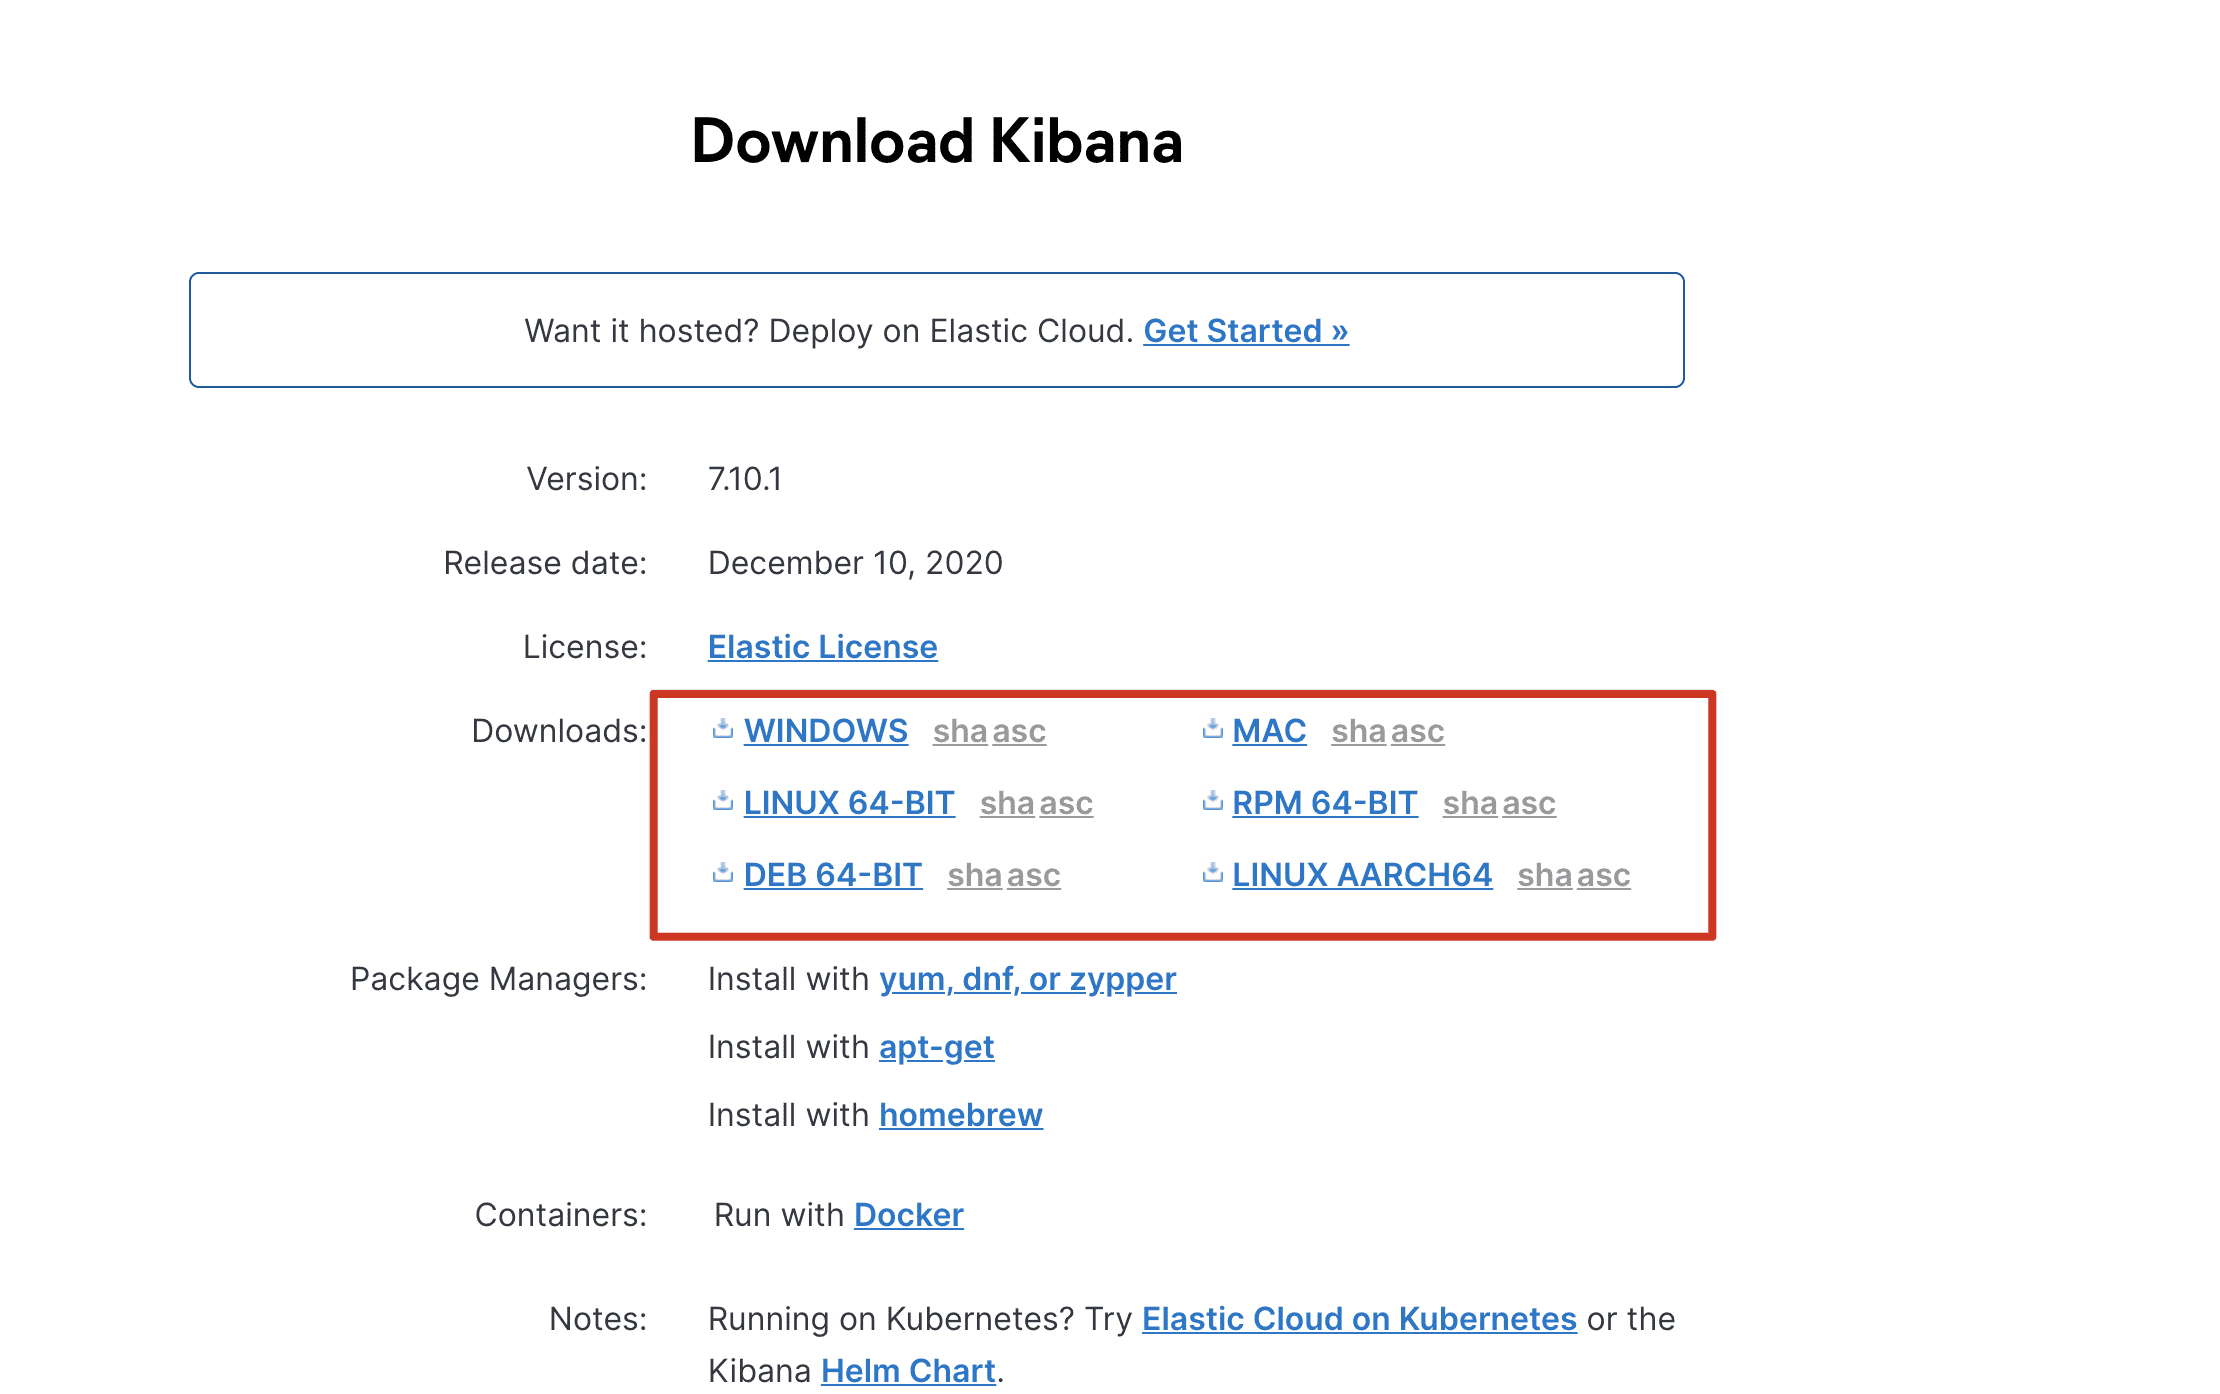 Download Kibana
Want it hosted? Deploy on Elastic Cloud. Get Started »
Version: 7.10.1
Release date: December 10, 2020
License: Elastic License
Downloads: WINDOWS sha asc MAC sha asc
LINUX 64-BIT sha asc RPM 64-BIT sha asc
DEB 64-BIT sha asc LINUX AARCH64 sha asc
Package Managers: Install with yum, dnf, or zypper
Install with apt-get
Install with homebrew
Containers: Run with Docker
Notes: Running on Kubernetes? Try Elastic Cloud on Kubernetes or the
Kibana Helm Chart.